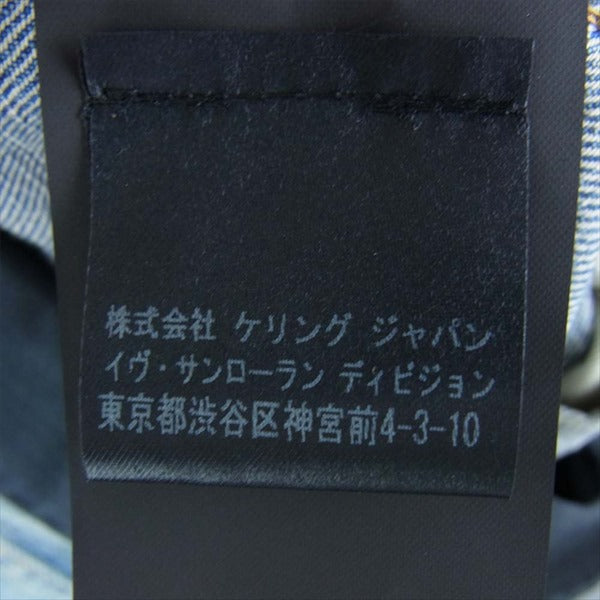 株式会社 ケリング ジャパン
イヴ・サンローラン ディビジョン
東京都渋谷区神宮前4-3-10